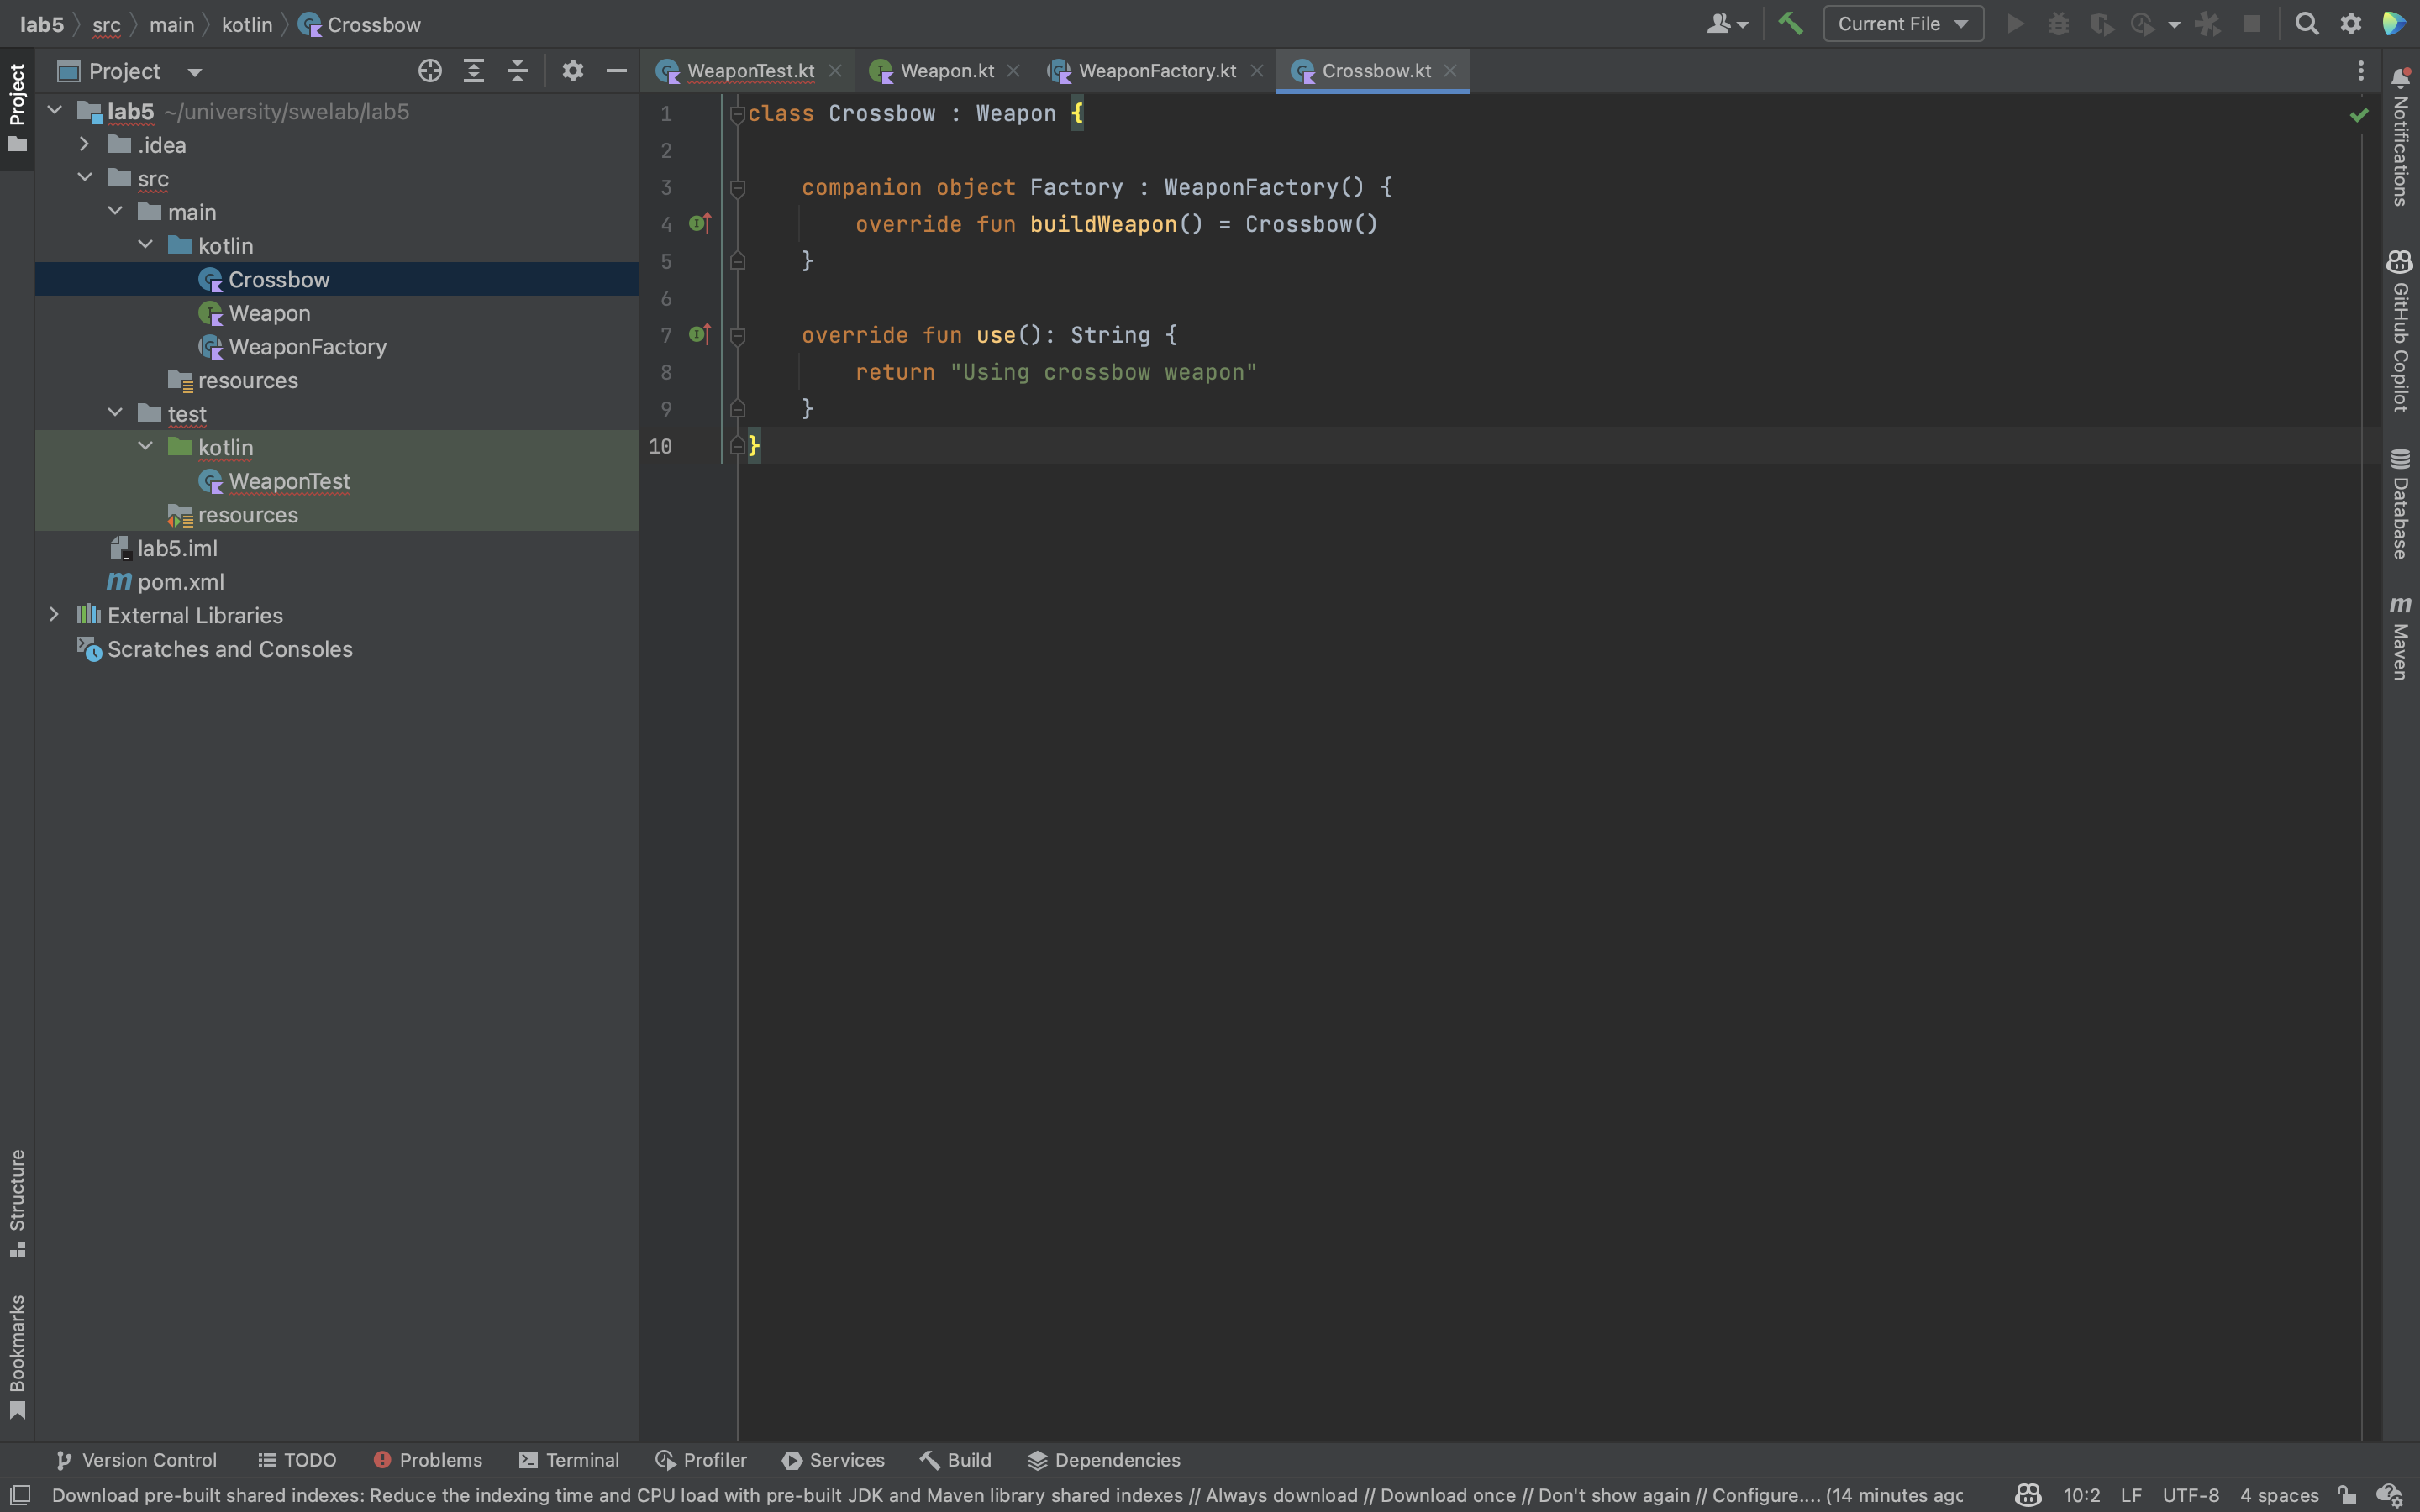 lab5 src main kotlin Crossbow
Current File
Project
WeaponTest.kt
Weapon.kt
WeaponFactory.kt
Crossbow.kt
Project
lab5 ~/university/swelab/lab5
.idea
src
main
kotlin
Crossbow
Weapon
WeaponFactory
resources
test
kotlin
WeaponTest
resources
lab5.iml
pom.xml
External Libraries
Scratches and Consoles
1 class Crossbow : Weapon {
2
3 companion object Factory : WeaponFactory() {
4 override fun buildWeapon() = Crossbow()
5 }
6
7 override fun use(): String {
8 return "Using crossbow weapon"
9 }
10 }
Notifications
GitHub Copilot
Database
Maven
Structure
Bookmarks
Version Control
TODO
Problems
Terminal
Profiler
Services
Build
Dependencies
Download pre-built shared indexes: Reduce the indexing time and CPU load with pre-built JDK and Maven library shared indexes // Always download // Download once // Don't show again // Configure.... (14 minutes agc
10:2 LF UTF-8 4 spaces